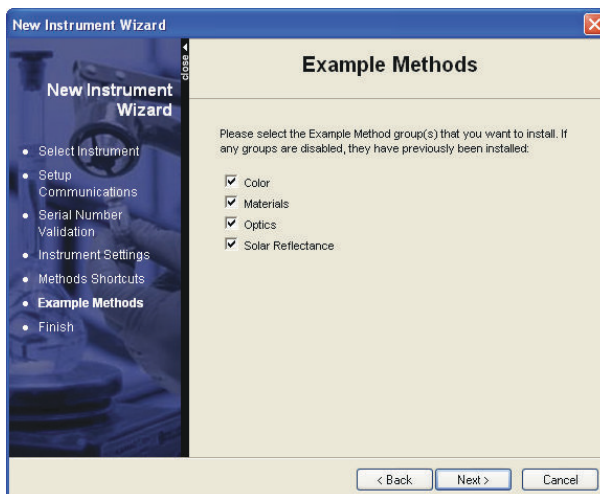 New Instrument Wizard
close
New Instrument
Wizard
• Select Instrument
• Setup
Communications
• Serial Number
Validation
• Instrument Settings
• Methods Shortcuts
• Example Methods
• Finish
Example Methods
Please select the Example Method group(s) that you want to install. If
any groups are disabled, they have previously been installed:
Color
Materials
Optics
Solar Reflectance
< Back
Next >
Cancel